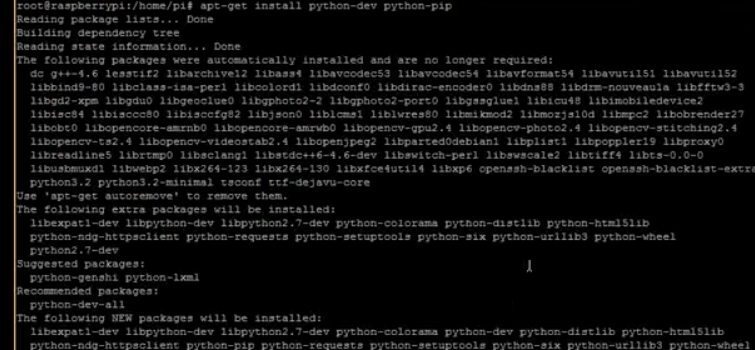 root@raspberrypi:/home/pi# apt-get install python-dev python-pip
Reading package lists... Done
Building dependency tree
Reading state information... Done
The following packages were automatically installed and are no longer required:
dc g++-4.6 lesstif2 libarchive12 libass4 libavcodec53 libavcodec54 libavformat54 libavutil51 libavutil52
libbind9-80 libclass-isa-perl libcolord1 libdconf0 libdirac-encoder0 libdns88 libdrm-nouveau1a libfftw3-3
libgd2-xpm libgdu0 libgeoclue0 libgphoto2-2 libgphoto2-port0 libgssglue1 libicu48 libimobiledevice2
libisc84 libisccc80 libisccfg82 libjson0 liblcms1 liblwres80 libmikmod2 libmozjs10d libmpc2 libobrender27
libobt0 libopencore-amrnb0 libopencore-amrwb0 libopencv-gpu2.4 libopencv-photo2.4 libopencv-stitching2.4
libopencv-ts2.4 libopencv-videostab2.4 libopenjpeg2 libparted0debian1 libplist1 libpoppler19 libproxy0
libreadline5 librtmp0 libsclang1 libstdc++6-4.6-dev libswitch-perl libswscale2 libtiff4 libts-0.0-0
libusbmuxd1 libwebp2 libx264-123 libx264-130 libxfce4util4 libxp6 openssh-blacklist openssh-blacklist-extra
python3.2 python3.2-minimal tsconf ttf-dejavu-core
Use 'apt-get autoremove' to remove them.
The following extra packages will be installed:
libexpat1-dev libpython-dev libpython2.7-dev python-colorama python-distlib python-html5lib
python-ndg-httpsclient python-requests python-setuptools python-six python-urllib3 python-wheel
python2.7-dev
Suggested packages:
python-genshi python-lxml
Recommended packages:
python-dev-all
The following NEW packages will be installed:
libexpat1-dev libpython-dev libpython2.7-dev python-colorama python-dev python-distlib python-html5lib
python-ndg-httpsclient python-pip python-requests python-setuptools python-six python-urllib3 python-wheel